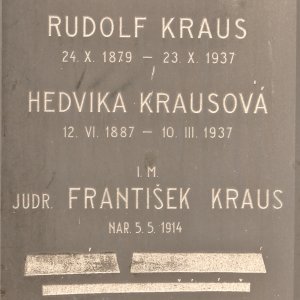 RUDOLF KRAUS
24. X. 1879 – 23. X. 1937
HEDVIKA KRAUSOVÁ
12. VI. 1887 – 10. III. 1937
I. M.
JUDR. FRANTIŠEK KRAUS
NAR. 5. 5. 1914